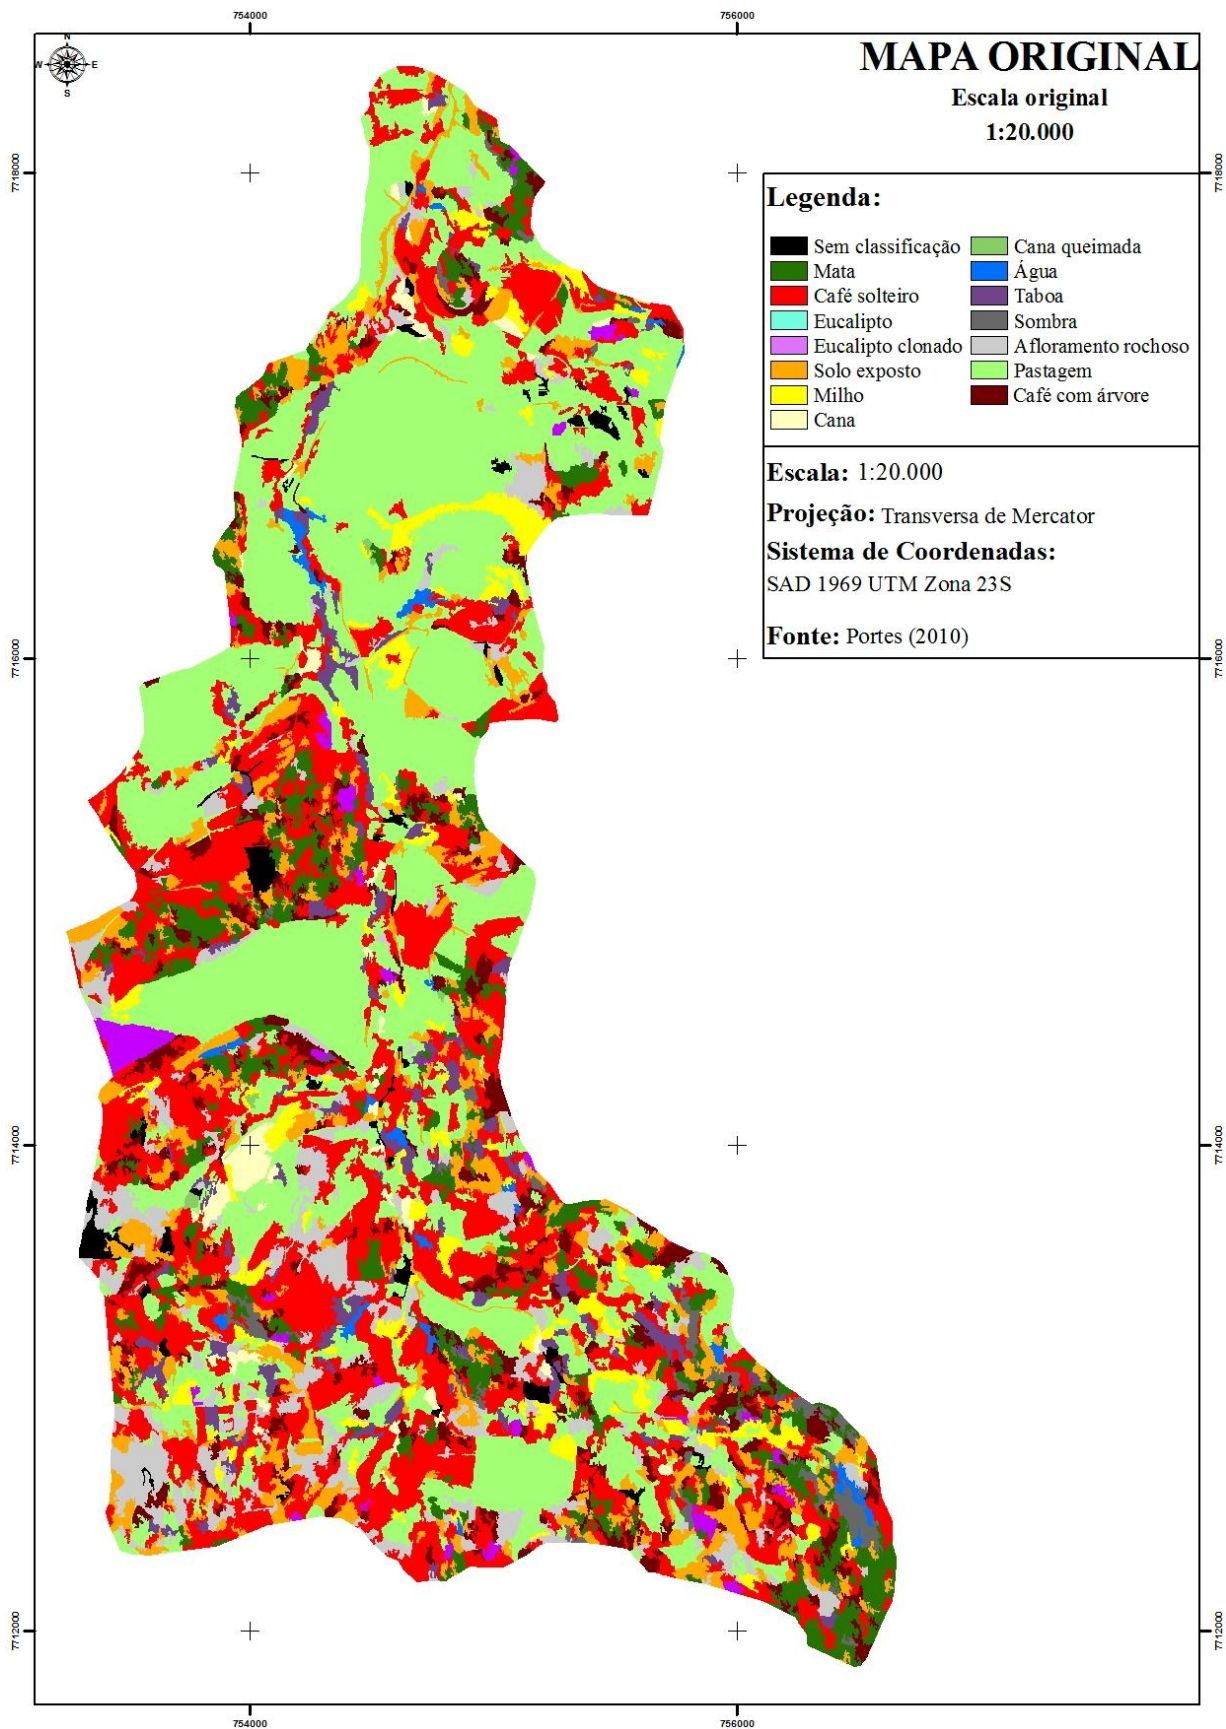 754000
756000
MAPA ORIGINAL
Escala original
1:20.000
N
W
E
S
7718000
7718000
Legenda:
Sem classificação
Cana queimada
Mata
Água
Café solteiro
Taboa
Eucalipto
Sombra
Eucalipto clonado
Afloramento rochoso
Solo exposto
Pastagem
Milho
Café com árvore
Cana
Escala: 1:20.000
Projeção: Transversa de Mercator
Sistema de Coordenadas:
SAD 1969 UTM Zona 23S
Fonte: Portes (2010)
7716000
7716000
7714000
7714000
7712000
7712000
754000
756000